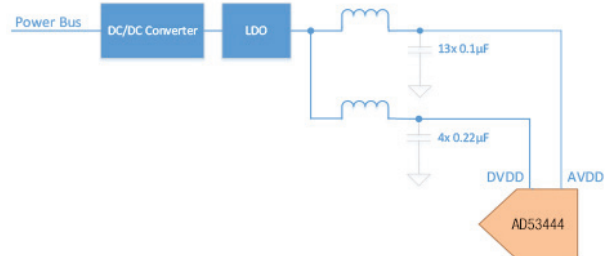 Power Bus
DC/DC Converter
LDO
13x 0.1µF
4x 0.22µF
DVDD
AVDD
AD53444